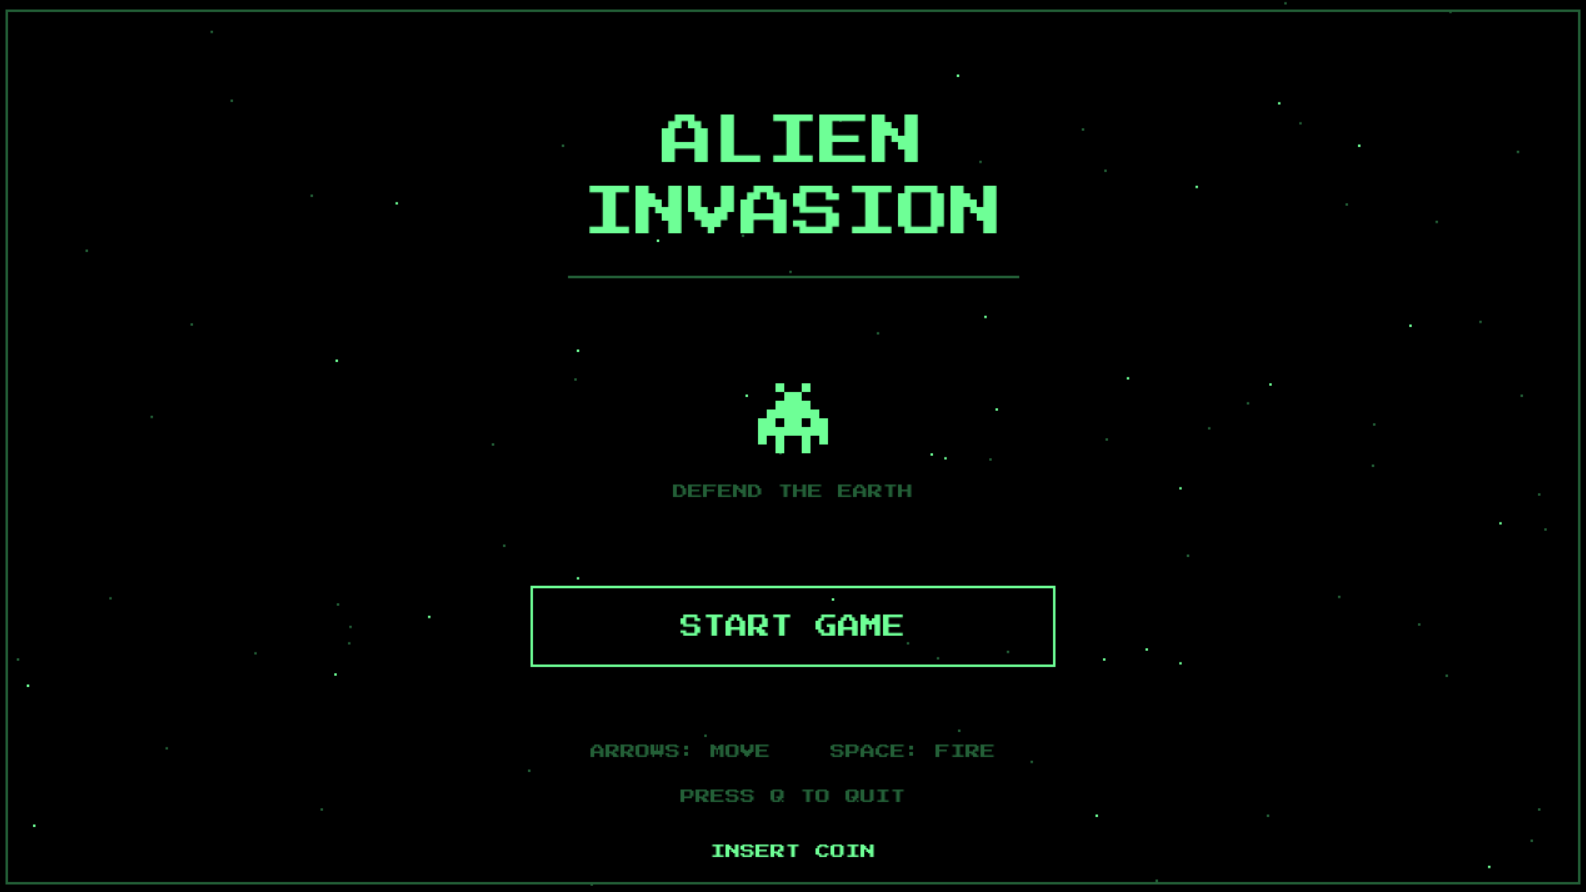 ALIEN
INVASION
DEFEND THE EARTH
START GAME
ARROWS: MOVE    SPACE: FIRE
PRESS Q TO QUIT
INSERT COIN